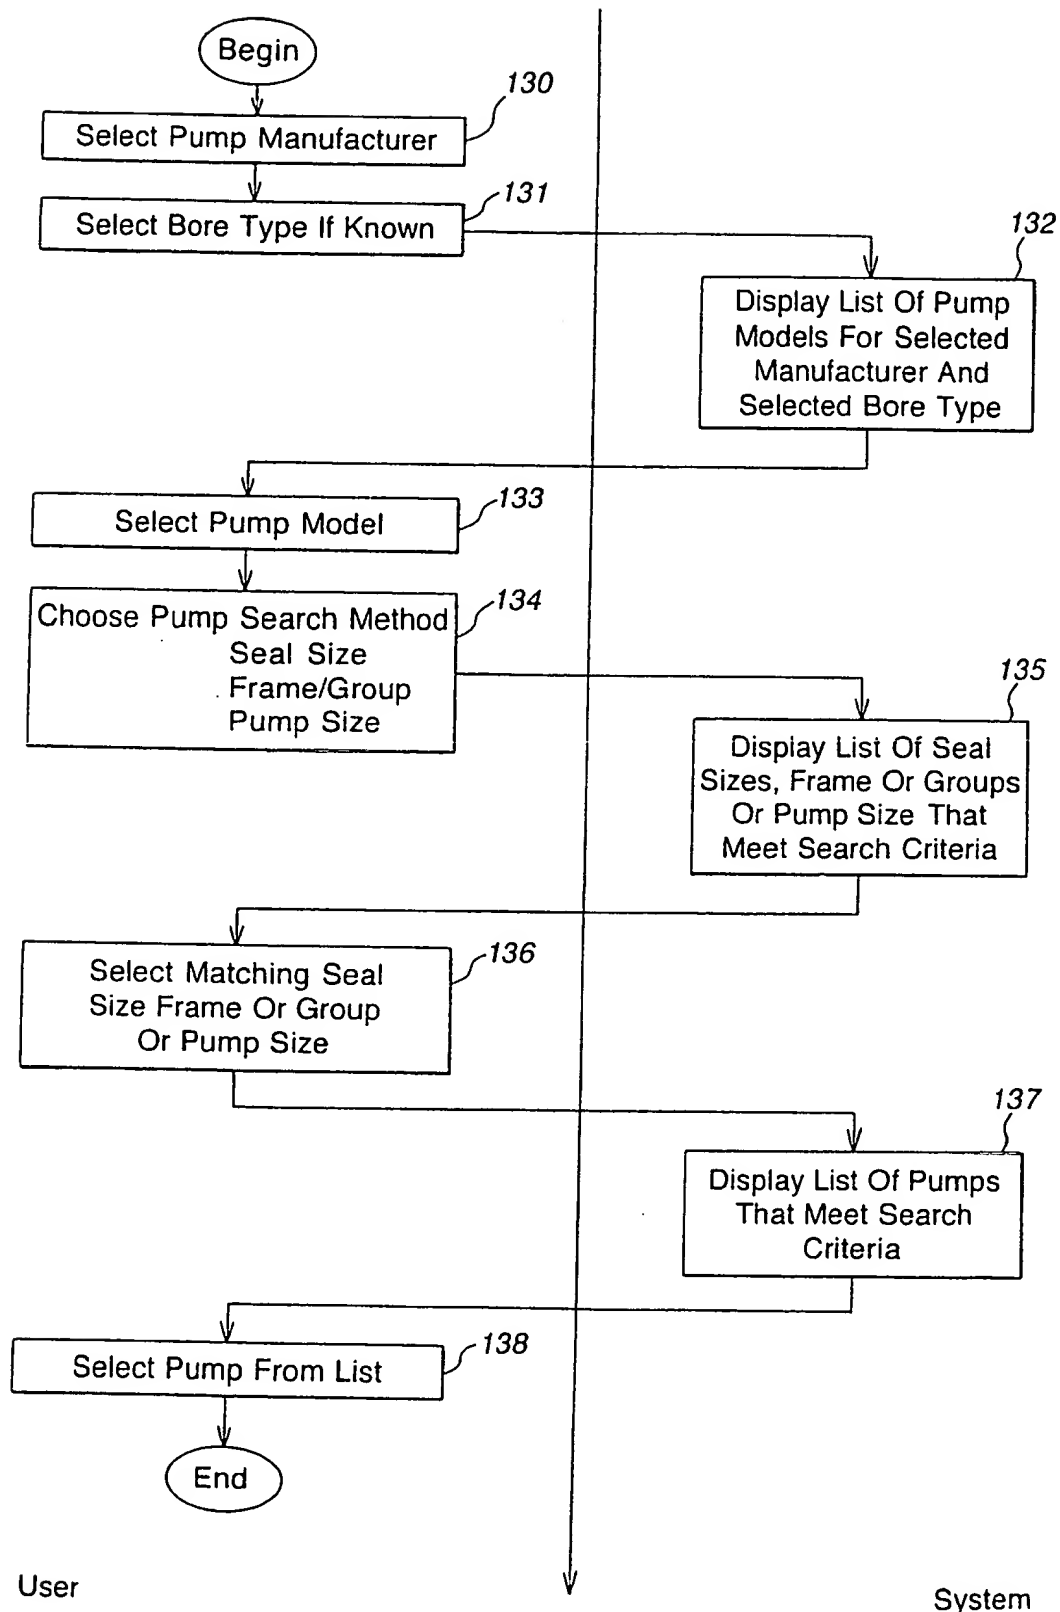 Begin
130
Select Pump Manufacturer
131
Select Bore Type If Known
132
Display List Of Pump
Models For Selected
Manufacturer And
Selected Bore Type
133
Select Pump Model
134
Choose Pump Search Method
Seal Size
Frame/Group
Pump Size
135
Display List Of Seal
Sizes, Frame Or Groups
Or Pump Size That
Meet Search Criteria
136
Select Matching Seal
Size Frame Or Group
Or Pump Size
137
Display List Of Pumps
That Meet Search
Criteria
138
Select Pump From List
End
User
System